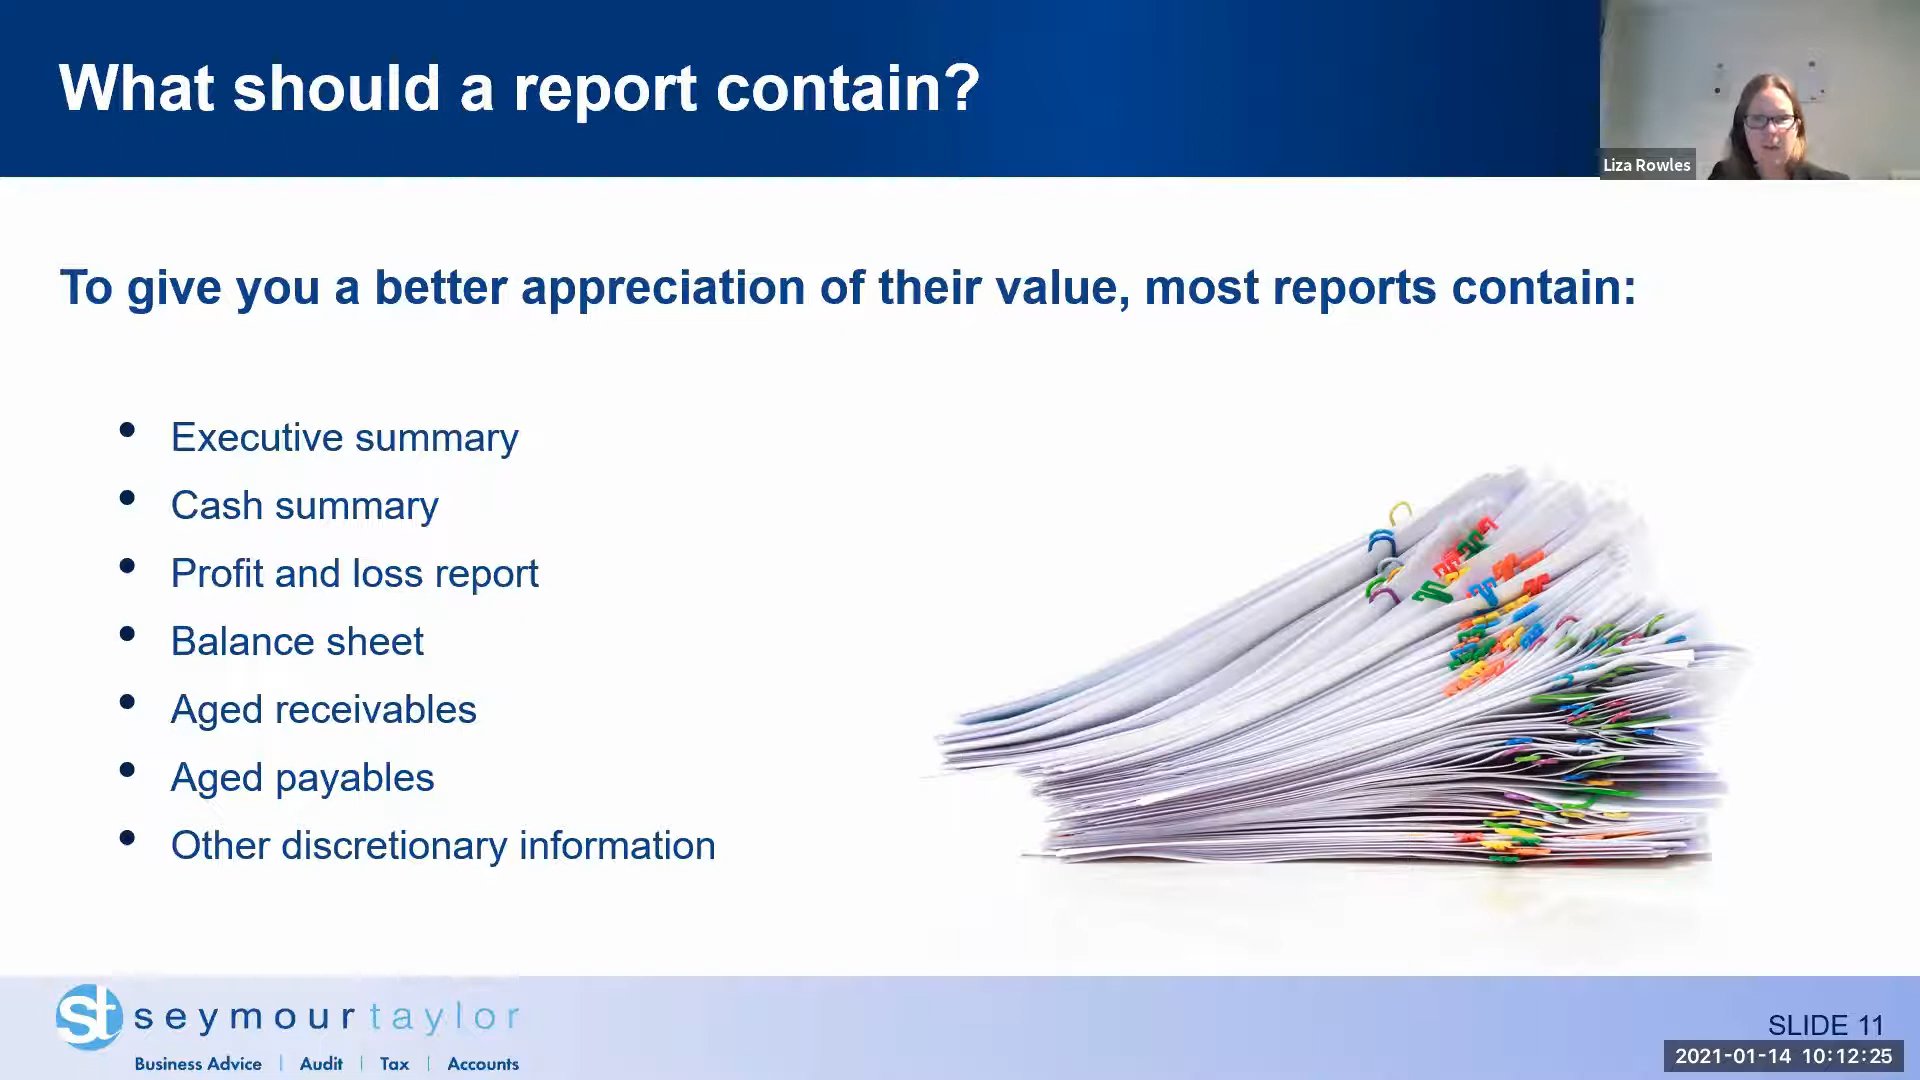 What should a report contain?
Liza Rowles
To give you a better appreciation of their value, most reports contain:
• Executive summary
• Cash summary
• Profit and loss report
• Balance sheet
• Aged receivables
• Aged payables
• Other discretionary information
st seymourtaylor
Business Advice | Audit | Tax | Accounts
SLIDE 11
2021-01-14 10:12:25